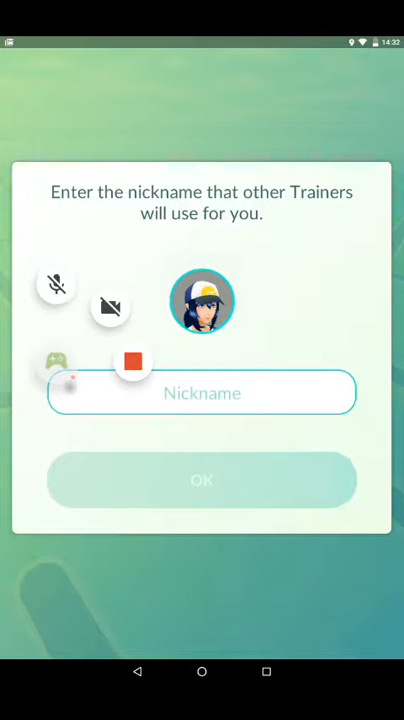 14:32
Enter the nickname that other Trainers
will use for you.
Nickname
OK